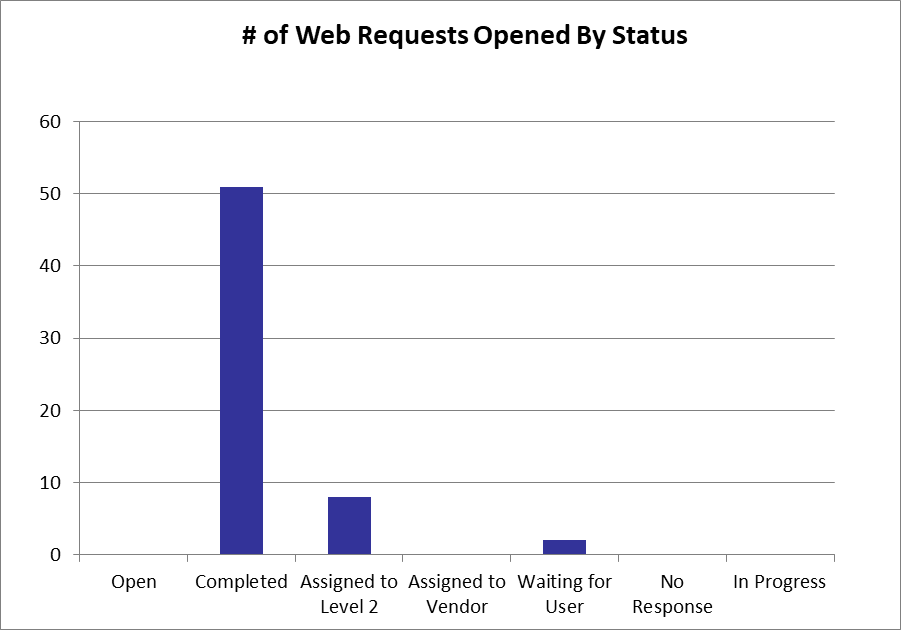 # of Web Requests Opened By Status
60
50
40
30
20
10
0
Open Completed Assigned to Assigned to Waiting for No In Progress
Level 2 Vendor User Response